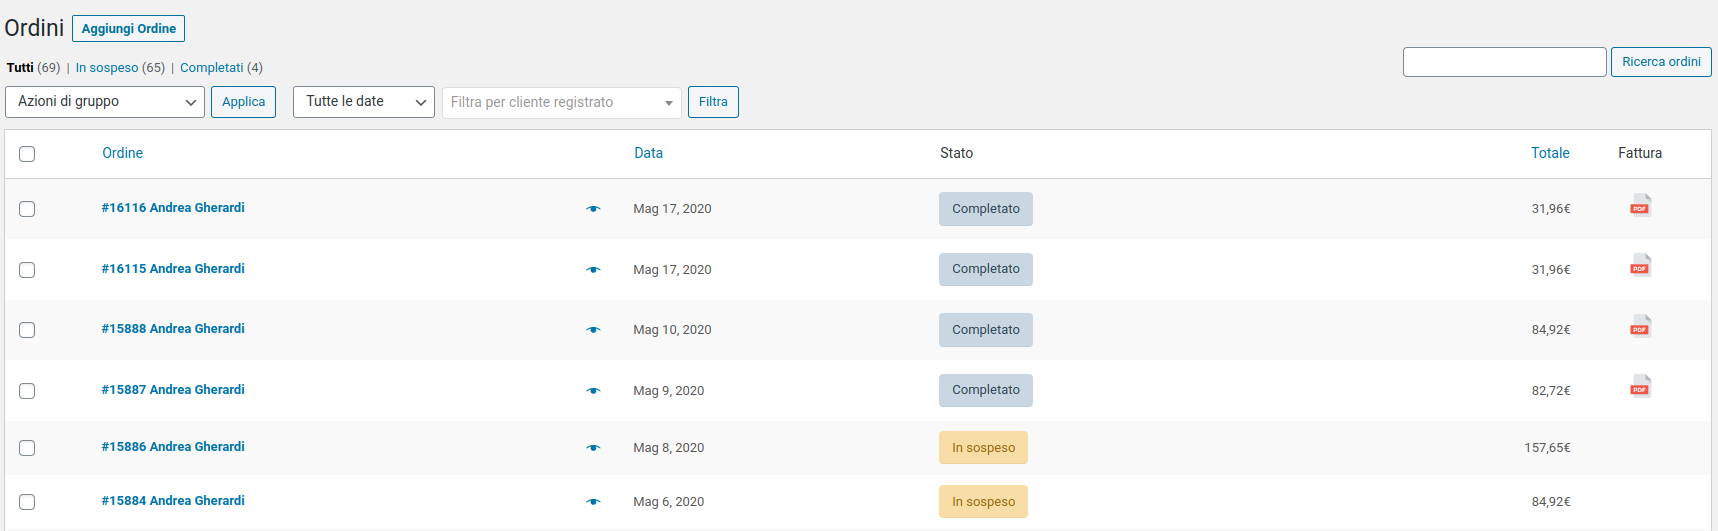 Ordini Aggiungi Ordine
Tutti (69) | In sospeso (65) | Completati (4)
Ricerca ordini
Azioni di gruppo Applica Tutte le date Filtra per cliente registrato Filtra
Ordine Data Stato Totale Fattura
#16116 Andrea Gherardi Mag 17, 2020 Completato 31,96€ PDF
#16115 Andrea Gherardi Mag 17, 2020 Completato 31,96€ PDF
#15888 Andrea Gherardi Mag 10, 2020 Completato 84,92€ PDF
#15887 Andrea Gherardi Mag 9, 2020 Completato 82,72€ PDF
#15886 Andrea Gherardi Mag 8, 2020 In sospeso 157,65€
#15884 Andrea Gherardi Mag 6, 2020 In sospeso 84,92€